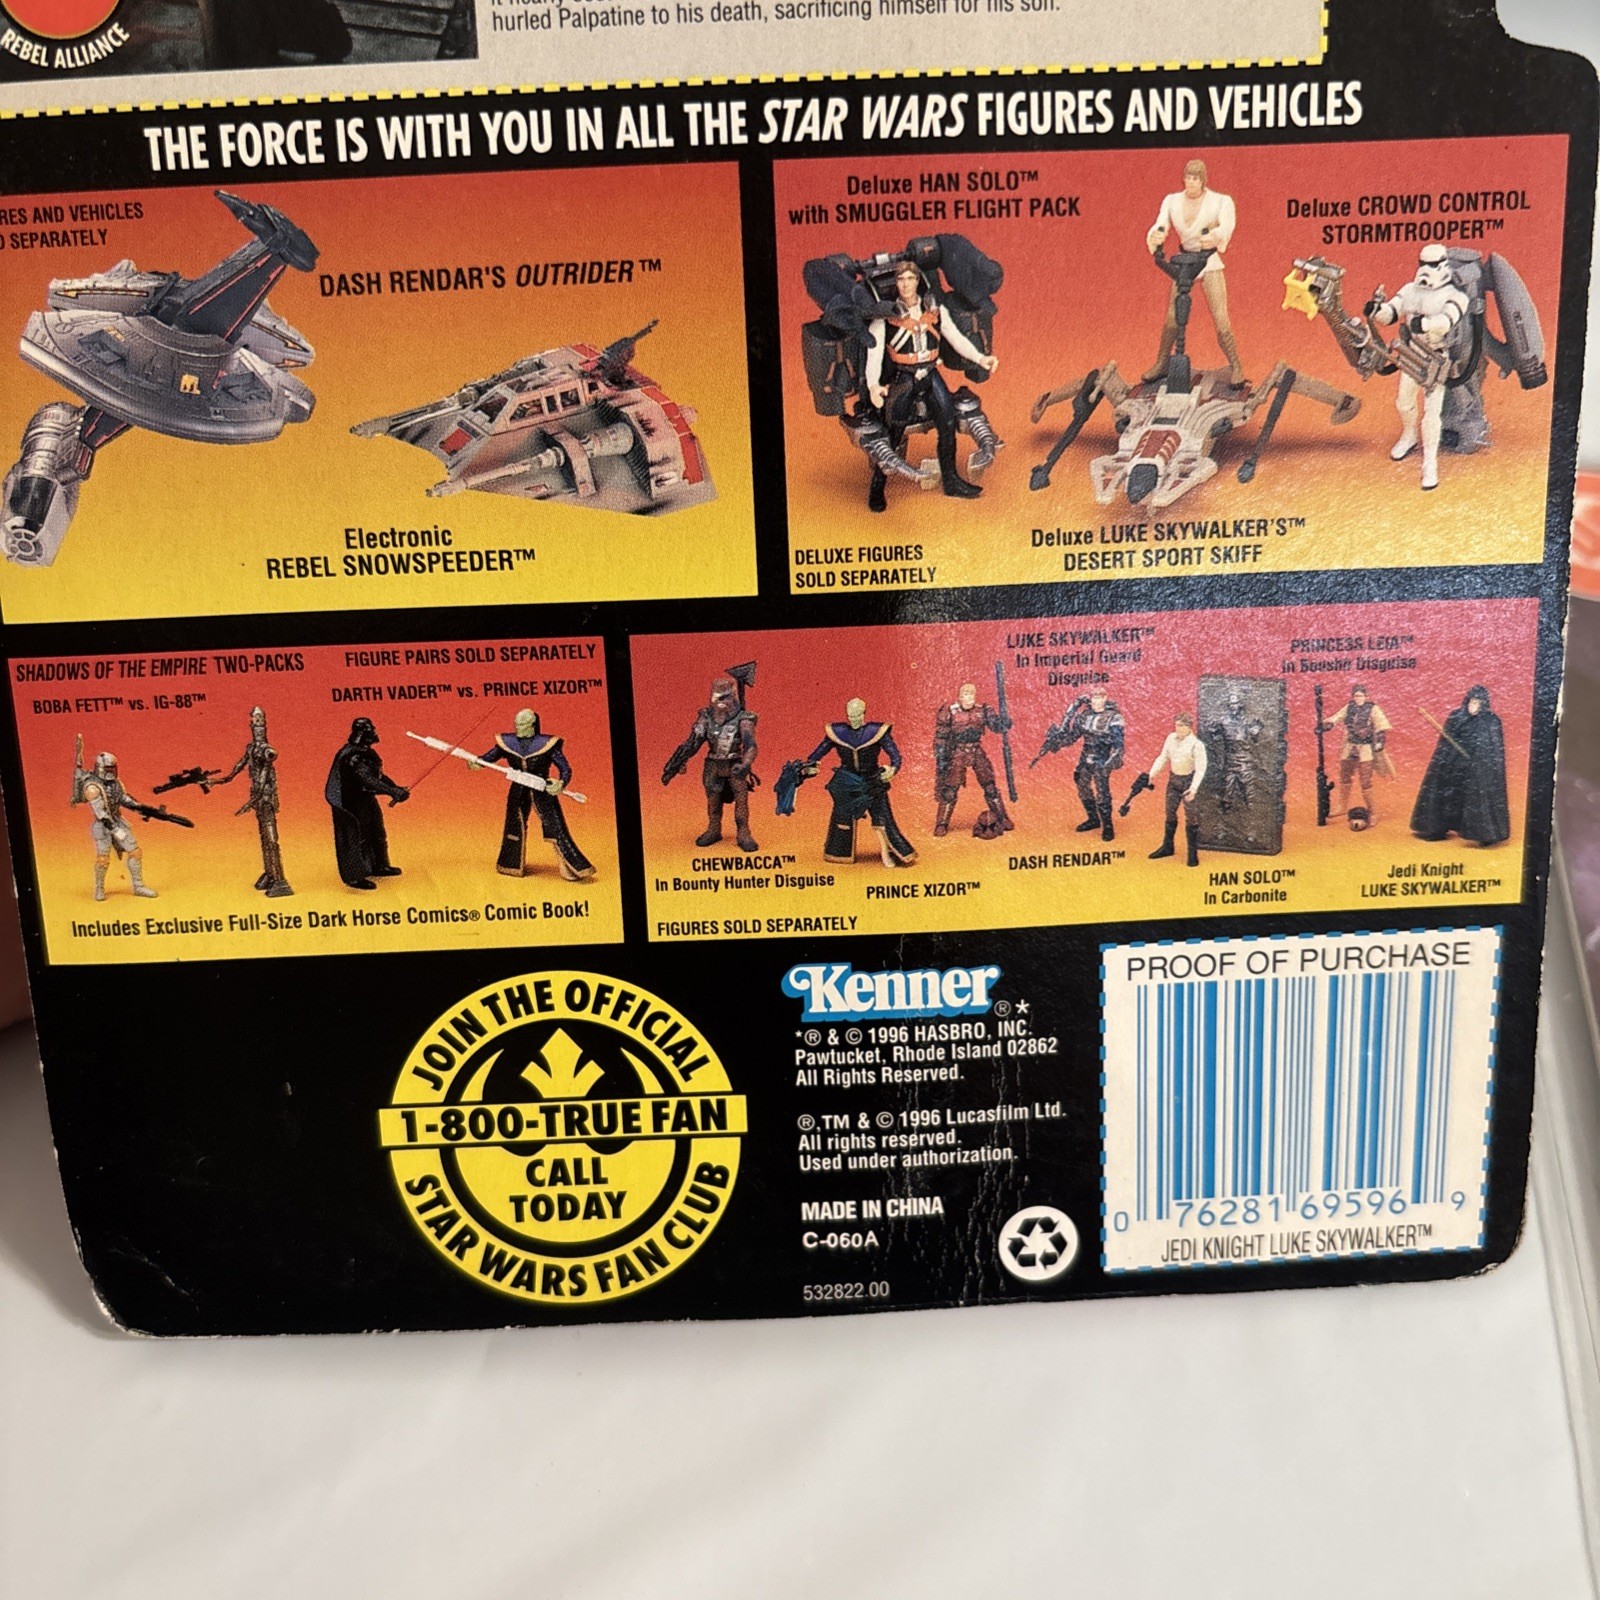 REBEL ALLIANCE
hurled Palpatine to his death, sacrificing himself for his son.
THE FORCE IS WITH YOU IN ALL THE STAR WARS FIGURES AND VEHICLES
RES AND VEHICLES
SEPARATELY
DASH RENDAR'S OUTRIDER™
Electronic
REBEL SNOWSPEEDER™
Deluxe HAN SOLO™
with SMUGGLER FLIGHT PACK
Deluxe CROWD CONTROL
STORMTROOPER™
DELUXE FIGURES
SOLD SEPARATELY
Deluxe LUKE SKYWALKER'S™
DESERT SPORT SKIFF
SHADOWS OF THE EMPIRE TWO-PACKS
FIGURE PAIRS SOLD SEPARATELY
BOBA FETT™ vs. IG-88™
DARTH VADER™ vs. PRINCE XIZOR™
Includes Exclusive Full-Size Dark Horse Comics® Comic Book!
LUKE SKYWALKER™
In Imperial Guard
Disguise
PRINCESS LEIA™
In Boushh Disguise
CHEWBACCA™
In Bounty Hunter Disguise
PRINCE XIZOR™
DASH RENDAR™
HAN SOLO™
In Carbonite
Jedi Knight
LUKE SKYWALKER™
FIGURES SOLD SEPARATELY
JOIN THE OFFICIAL
1-800-TRUE FAN
CALL
TODAY
STAR WARS FAN CLUB
Kenner®*
*® & © 1996 HASBRO, INC.
Pawtucket, Rhode Island 02862
All Rights Reserved.
®,TM & © 1996 Lucasfilm Ltd.
All rights reserved.
Used under authorization.
MADE IN CHINA
C-060A
532822.00
PROOF OF PURCHASE
0 76281 69596 9
JEDI KNIGHT LUKE SKYWALKER™